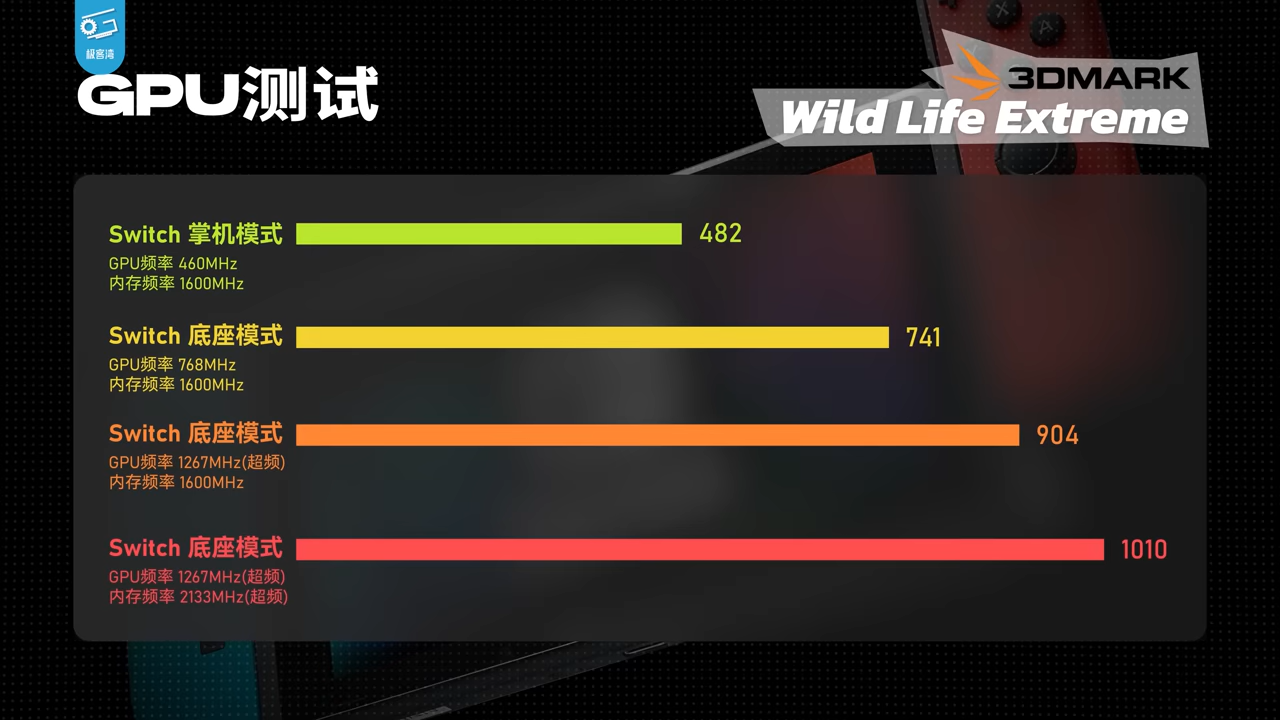 极客湾
GPU测试
3DMARK
Wild Life Extreme
Switch 掌机模式
482
GPU频率 460MHz
内存频率 1600MHz
Switch 底座模式
741
GPU频率 768MHz
内存频率 1600MHz
Switch 底座模式
904
GPU频率 1267MHz(超频)
内存频率 1600MHz
Switch 底座模式
1010
GPU频率 1267MHz(超频)
内存频率 2133MHz(超频)
X
A